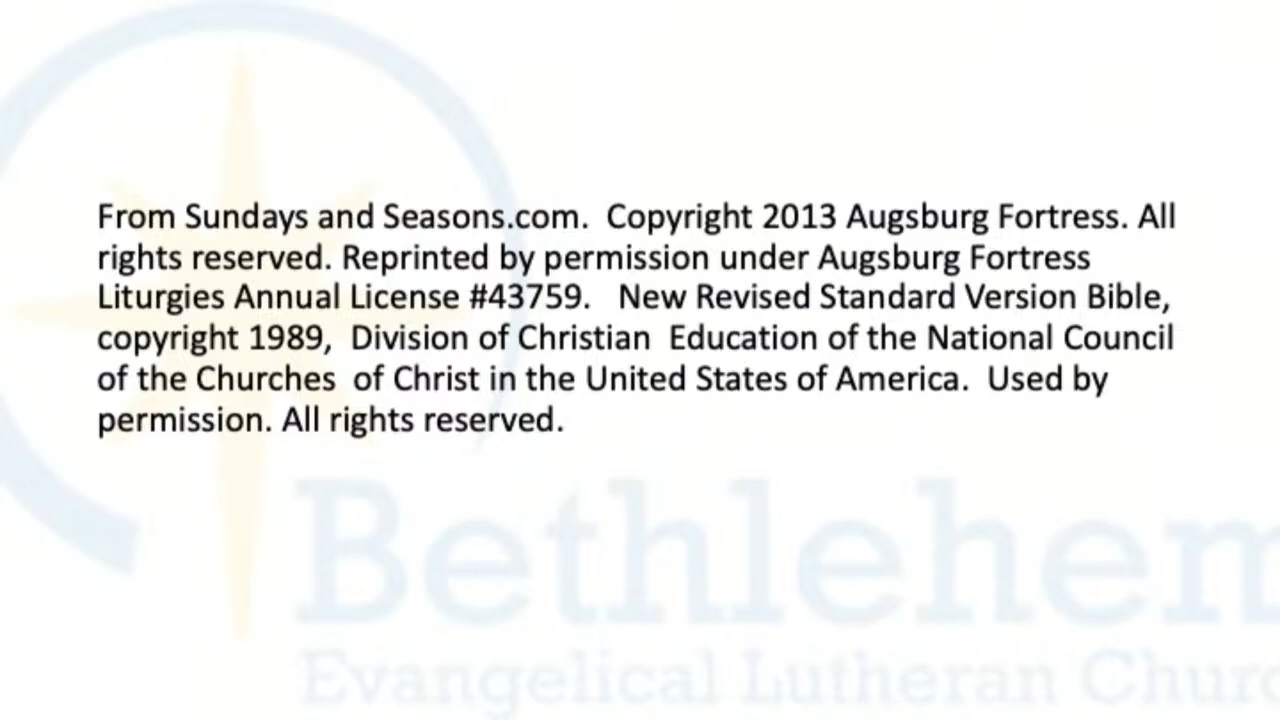 From Sundays and Seasons.com.  Copyright 2013 Augsburg Fortress. All
rights reserved. Reprinted by permission under Augsburg Fortress
Liturgies Annual License #43759.   New Revised Standard Version Bible,
copyright 1989,  Division of Christian  Education of the National Council
of the Churches  of Christ in the United States of America.  Used by
permission. All rights reserved.
Bethlehem
Evangelical Lutheran Churc